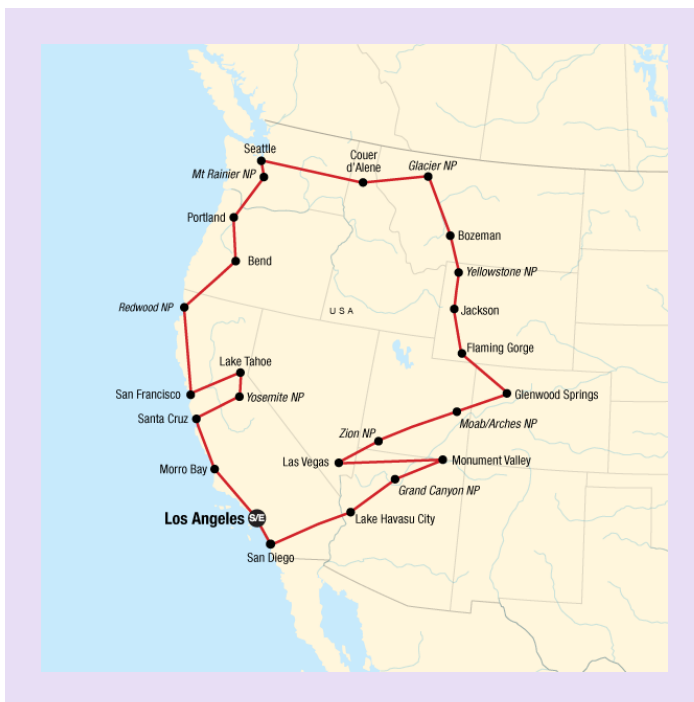 Seattle
Couer
d'Alene
Glacier NP
Mt Rainier NP
Portland
Bozeman
Bend
Yellowstone NP
Redwood NP
USA
Jackson
Flaming Gorge
Lake Tahoe
San Francisco
Yosemite NP
Glenwood Springs
Santa Cruz
Moab/Arches NP
Zion NP
Las Vegas
Monument Valley
Morro Bay
Grand Canyon NP
Los Angeles S/E
Lake Havasu City
San Diego